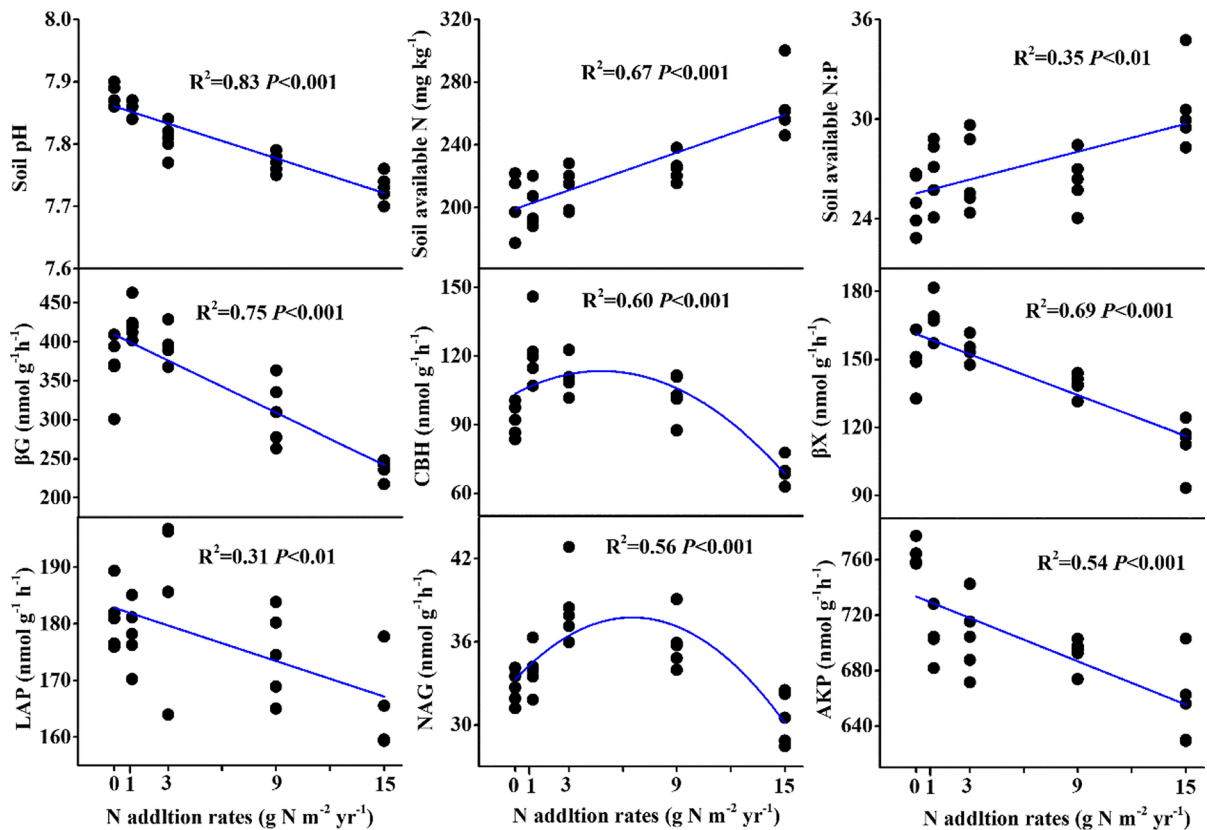 Soil pH
8.0
7.9
7.8
7.7
7.6
R²=0.83 P<0.001
Soil available N (mg kg⁻¹)
320
280
240
200
R²=0.67 P<0.001
Soil available N:P
36
30
24
R²=0.35 P<0.01
βG (nmol g⁻¹h⁻¹)
450
400
350
300
250
200
R²=0.75 P<0.001
CBH (nmol g⁻¹h⁻¹)
150
120
90
60
R²=0.60 P<0.001
βX (nmol g⁻¹h⁻¹)
180
150
120
90
R²=0.69 P<0.001
LAP (nmol g⁻¹ h⁻¹)
190
180
170
160
R²=0.31 P<0.01
0 1 3 9 15
N addltion rates (g N m⁻² yr⁻¹)
NAG (nmol g⁻¹h⁻¹)
42
36
30
R²=0.56 P<0.001
0 1 3 9 15
N addltion rates (g N m⁻² yr⁻¹)
AKP (nmol g⁻¹h⁻¹)
760
720
680
640
R²=0.54 P<0.001
0 1 3 9 15
N addltion rates (g N m⁻² yr⁻¹)